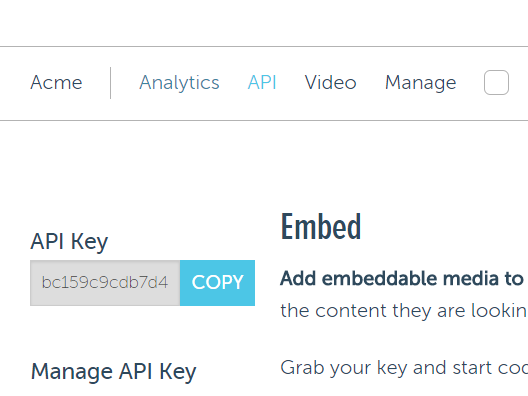 Acme Analytics API Video Manage
API Key
bc159c9cdb7d4 COPY
Manage API Key
Embed
Add embeddable media to
the content they are lookin
Grab your key and start coo